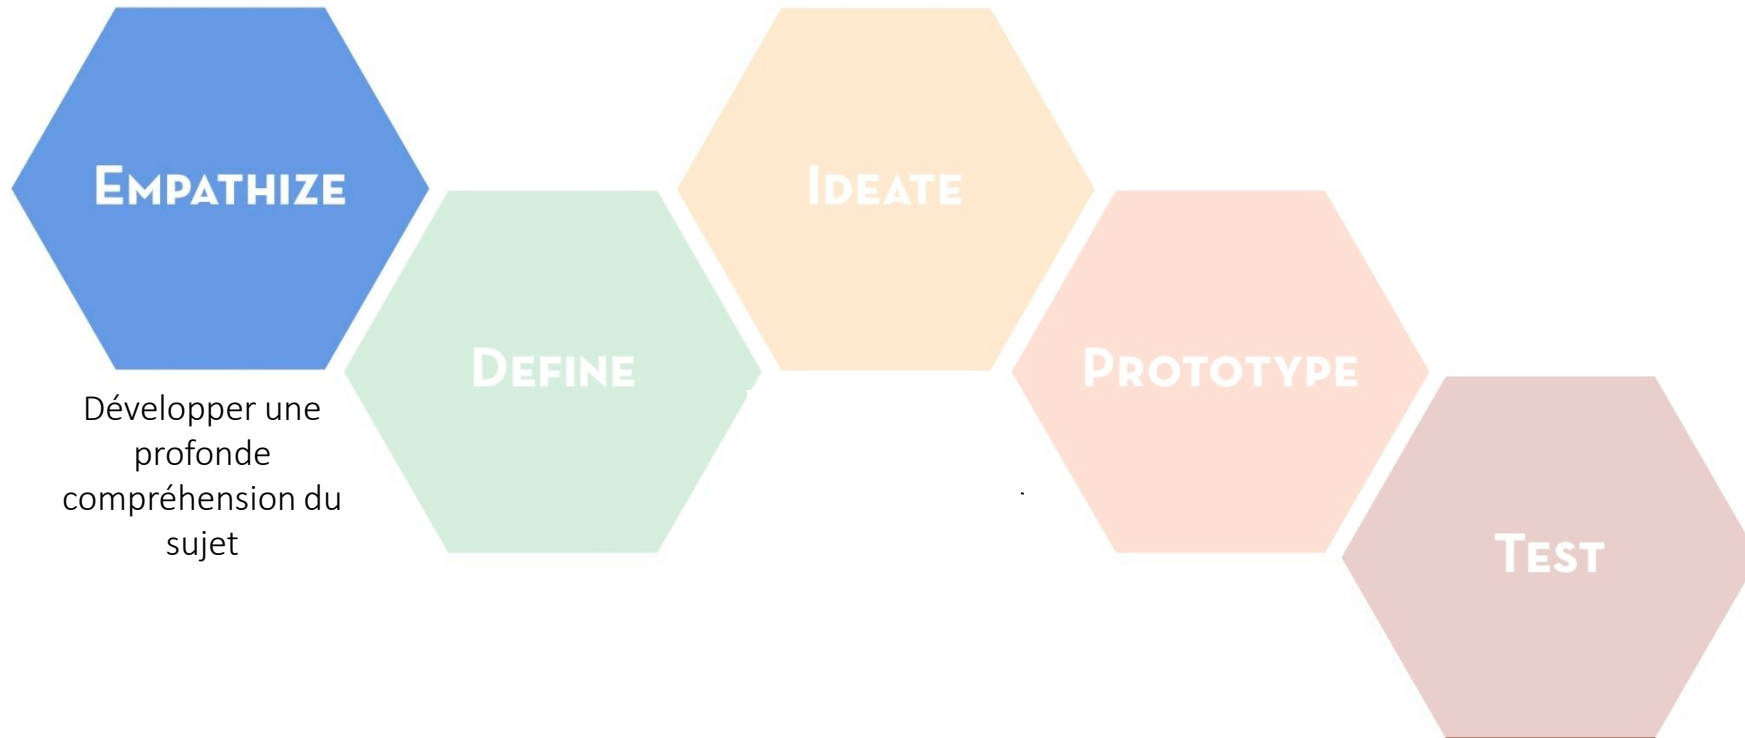 EMPATHIZE
IDEATE
DEFINE
PROTOTYPE
Développer une
profonde
compréhension du
sujet
TEST